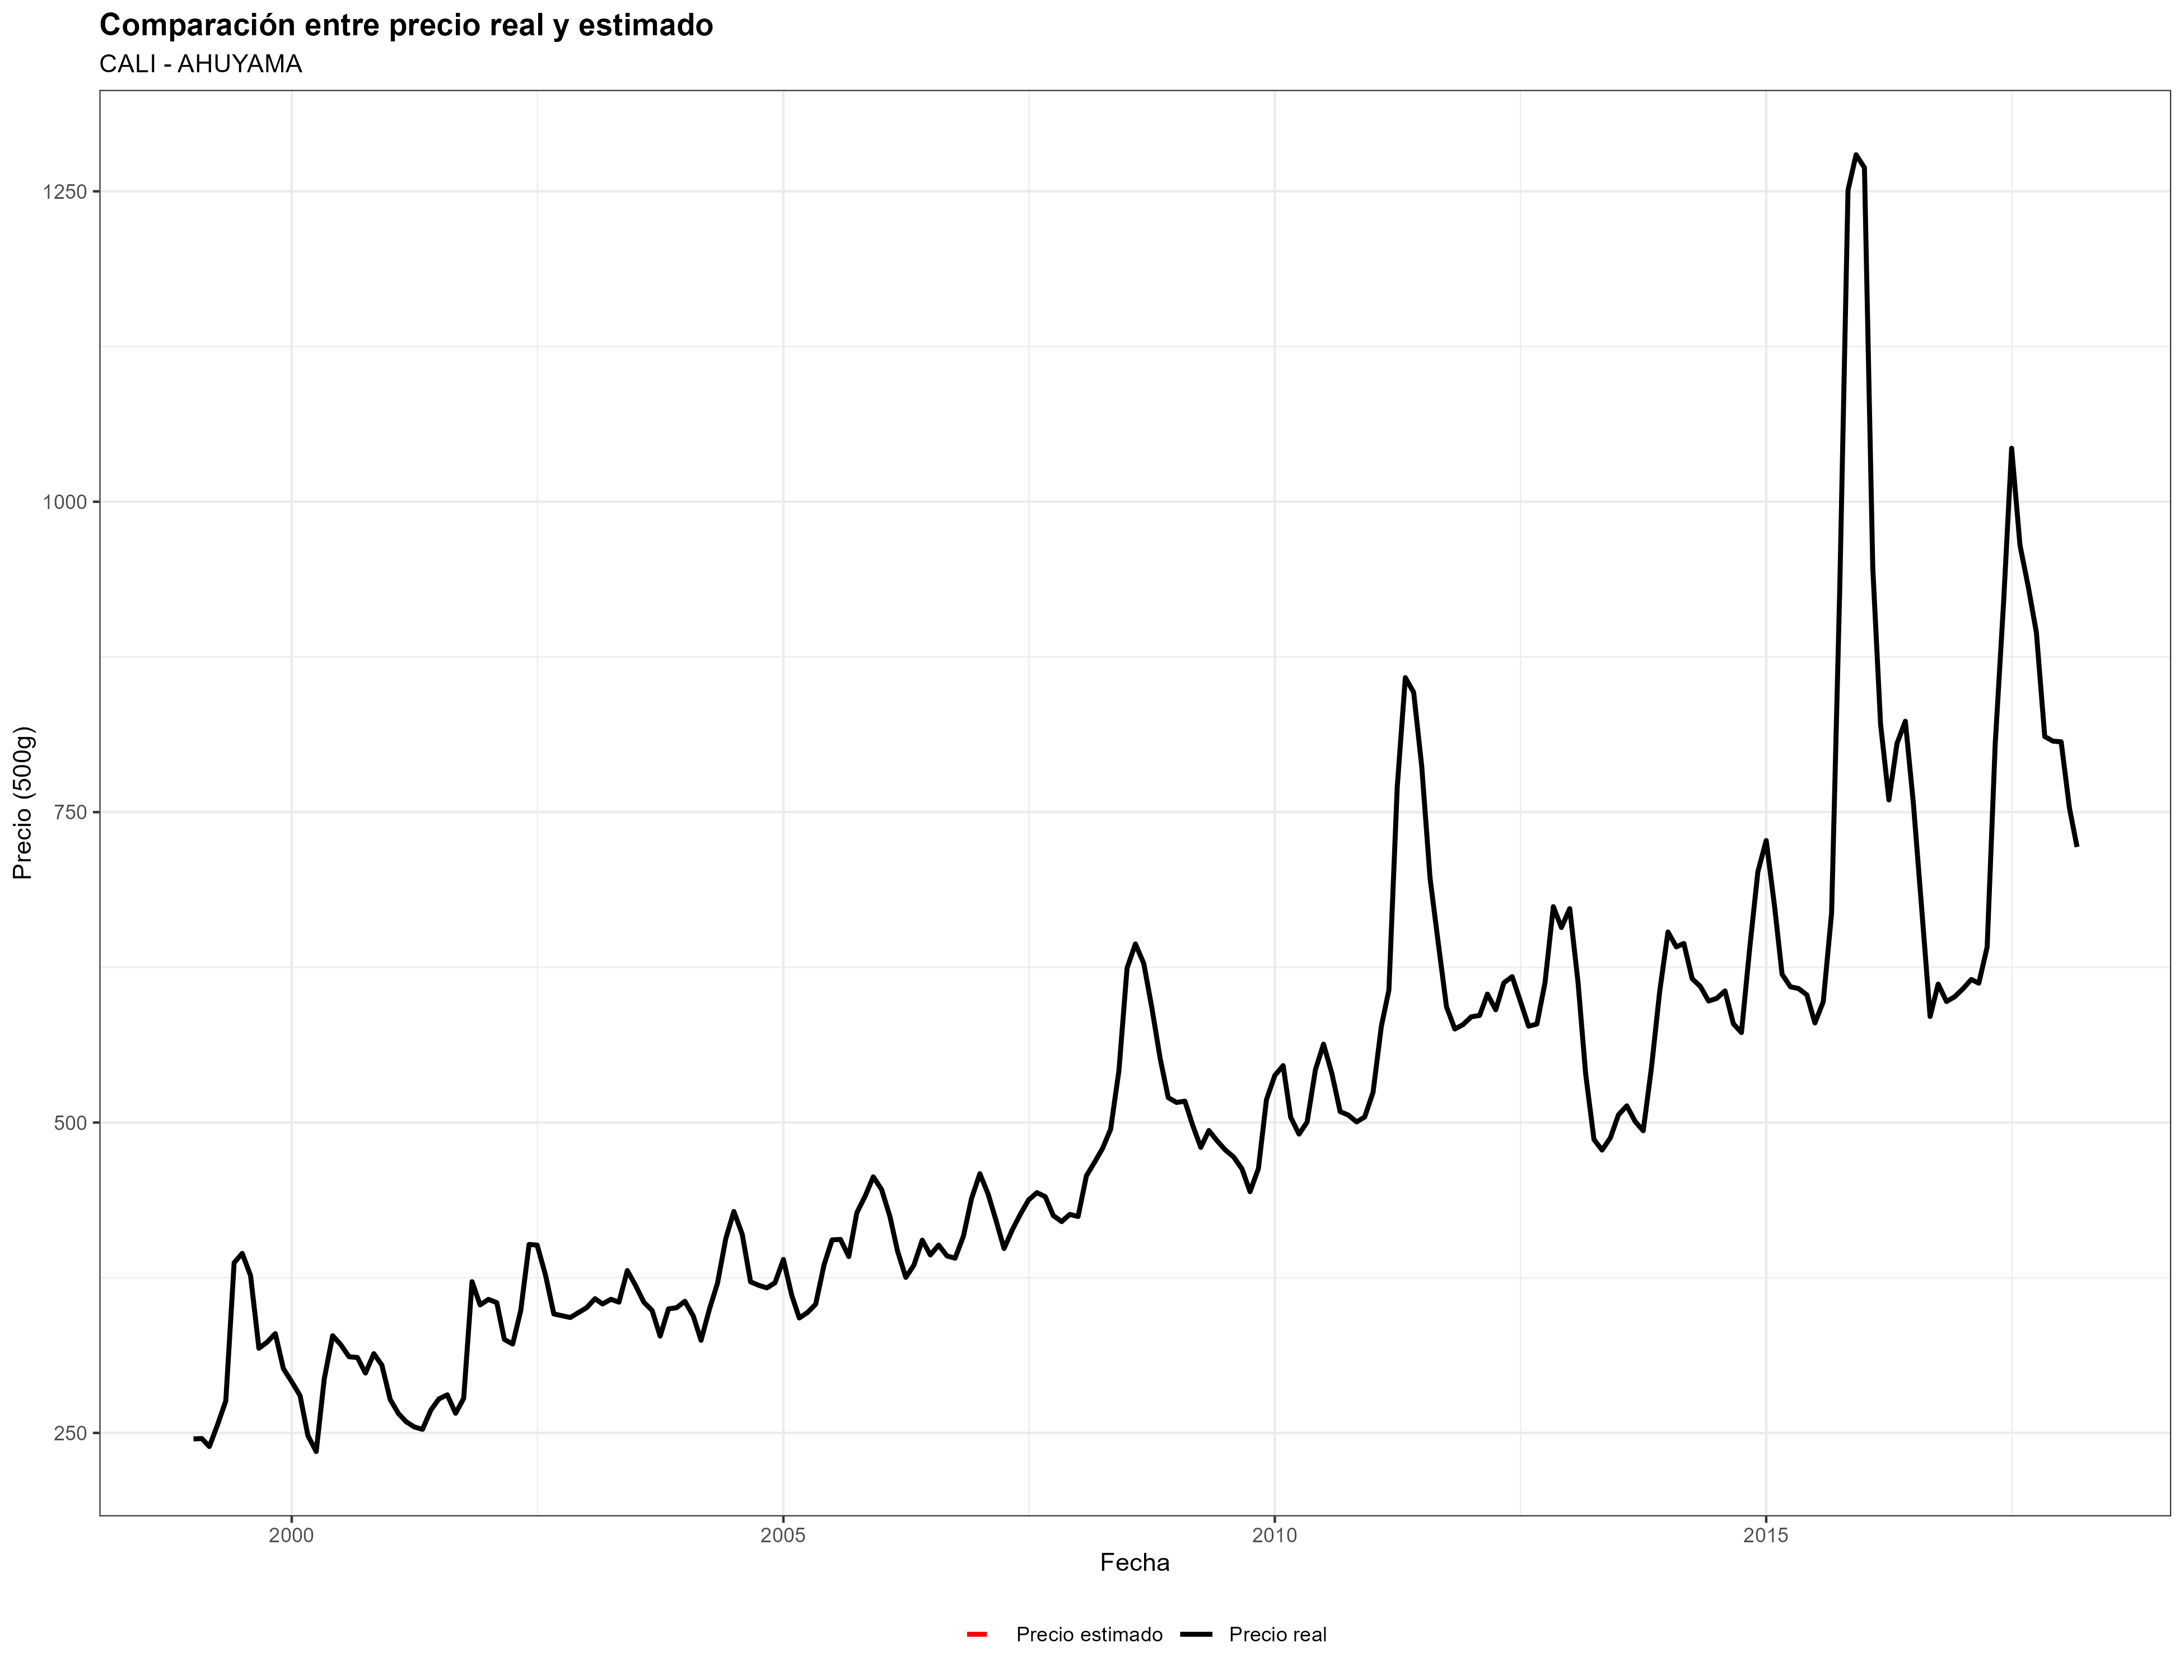 Comparación entre precio real y estimado
CALI - AHUYAMA
1250
1000
750
500
250
Precio (500g)
2000 2005 2010 2015
Fecha
Precio estimado Precio real